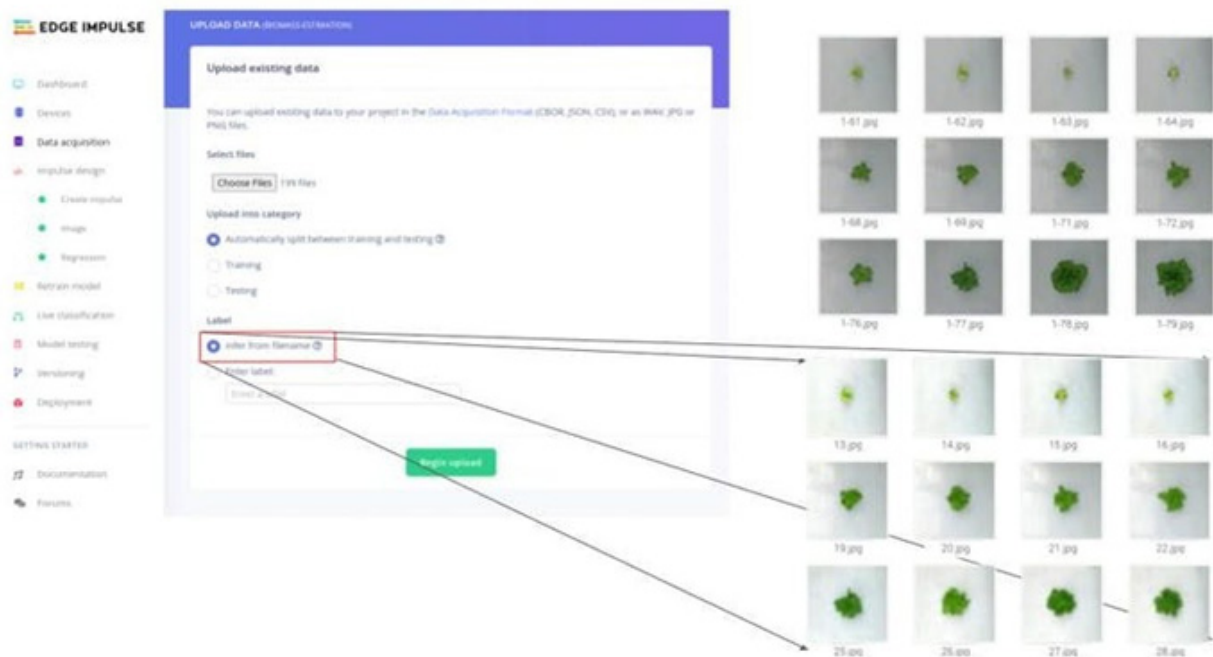 EDGE IMPULSE
Dashboard
Devices
Data acquisition
Impulse design
Create impulse
Image
Regression
Retrain model
Live classification
Model testing
Versioning
Deployment
GETTING STARTED
Documentation
Forums
UPLOAD DATA (BIOMASS ESTIMATION)
Upload existing data
You can upload existing data to your project in the Data Acquisition Format (CBOR, JSON, CSV), or as WAV, JPG or
PNG files.
Select files
Choose Files 199 files
Upload into category
Automatically split between training and testing
Training
Testing
Label
Infer from filename
Enter label:
Enter a label
Begin upload
1-61.jpg 1-62.jpg 1-63.jpg 1-64.jpg
1-68.jpg 1-69.jpg 1-71.jpg 1-72.jpg
1-76.jpg 1-77.jpg 1-78.jpg 1-79.jpg
13.jpg 14.jpg 15.jpg 16.jpg
19.jpg 20.jpg 21.jpg 22.jpg
25.jpg 26.jpg 27.jpg 28.jpg